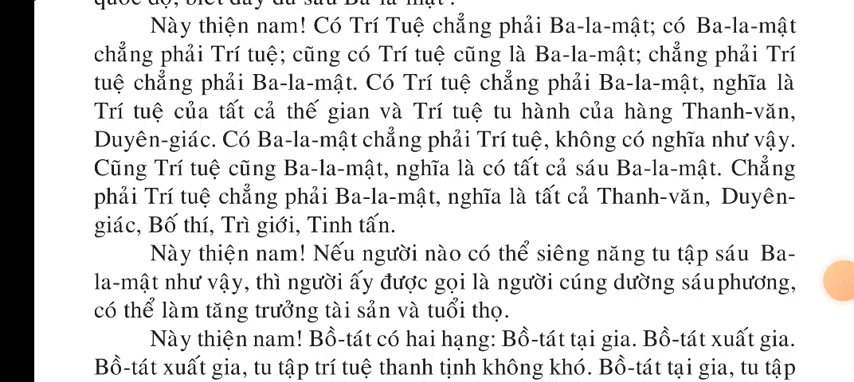 Này thiện nam! Có Trí Tuệ chẳng phải Ba-la-mật; có Ba-la-mật
chẳng phải Trí tuệ; cũng có Trí tuệ cũng là Ba-la-mật; chẳng phải Trí
tuệ chẳng phải Ba-la-mật. Có Trí tuệ chẳng phải Ba-la-mật, nghĩa là
Trí tuệ của tất cả thế gian và Trí tuệ tu hành của hàng Thanh-văn,
Duyên-giác. Có Ba-la-mật chẳng phải Trí tuệ, không có nghĩa như vậy.
Cũng Trí tuệ cũng Ba-la-mật, nghĩa là có tất cả sáu Ba-la-mật. Chẳng
phải Trí tuệ chẳng phải Ba-la-mật, nghĩa là tất cả Thanh-văn, Duyên-
giác, Bố thí, Trì giới, Tinh tấn.
Này thiện nam! Nếu người nào có thể siêng năng tu tập sáu Ba-
la-mật như vậy, thì người ấy được gọi là người cúng dường sáu phương,
có thể làm tăng trưởng tài sản và tuổi thọ.
Này thiện nam! Bồ-tát có hai hạng: Bồ-tát tại gia. Bồ-tát xuất gia.
Bồ-tát xuất gia, tu tập trí tuệ thanh tịnh không khó. Bồ-tát tại gia, tu tập